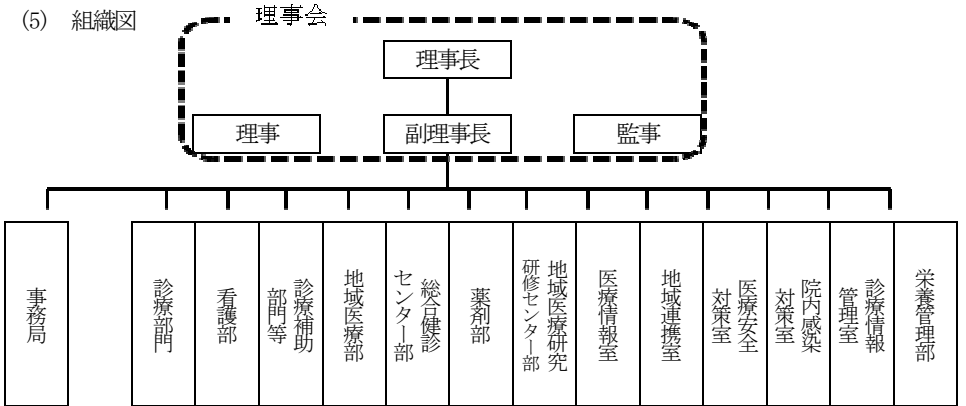 (5) 組織図
理事会
理事長
理事
副理事長
監事
事務局
診療部門
看護部
診療補助
部門等
地域医療部
総合健診
センター部
薬剤部
地域医療研究
研修センター部
医療情報室
地域連携室
医療安全
対策室
院内感染
対策室
診療情報
管理室
栄養管理部